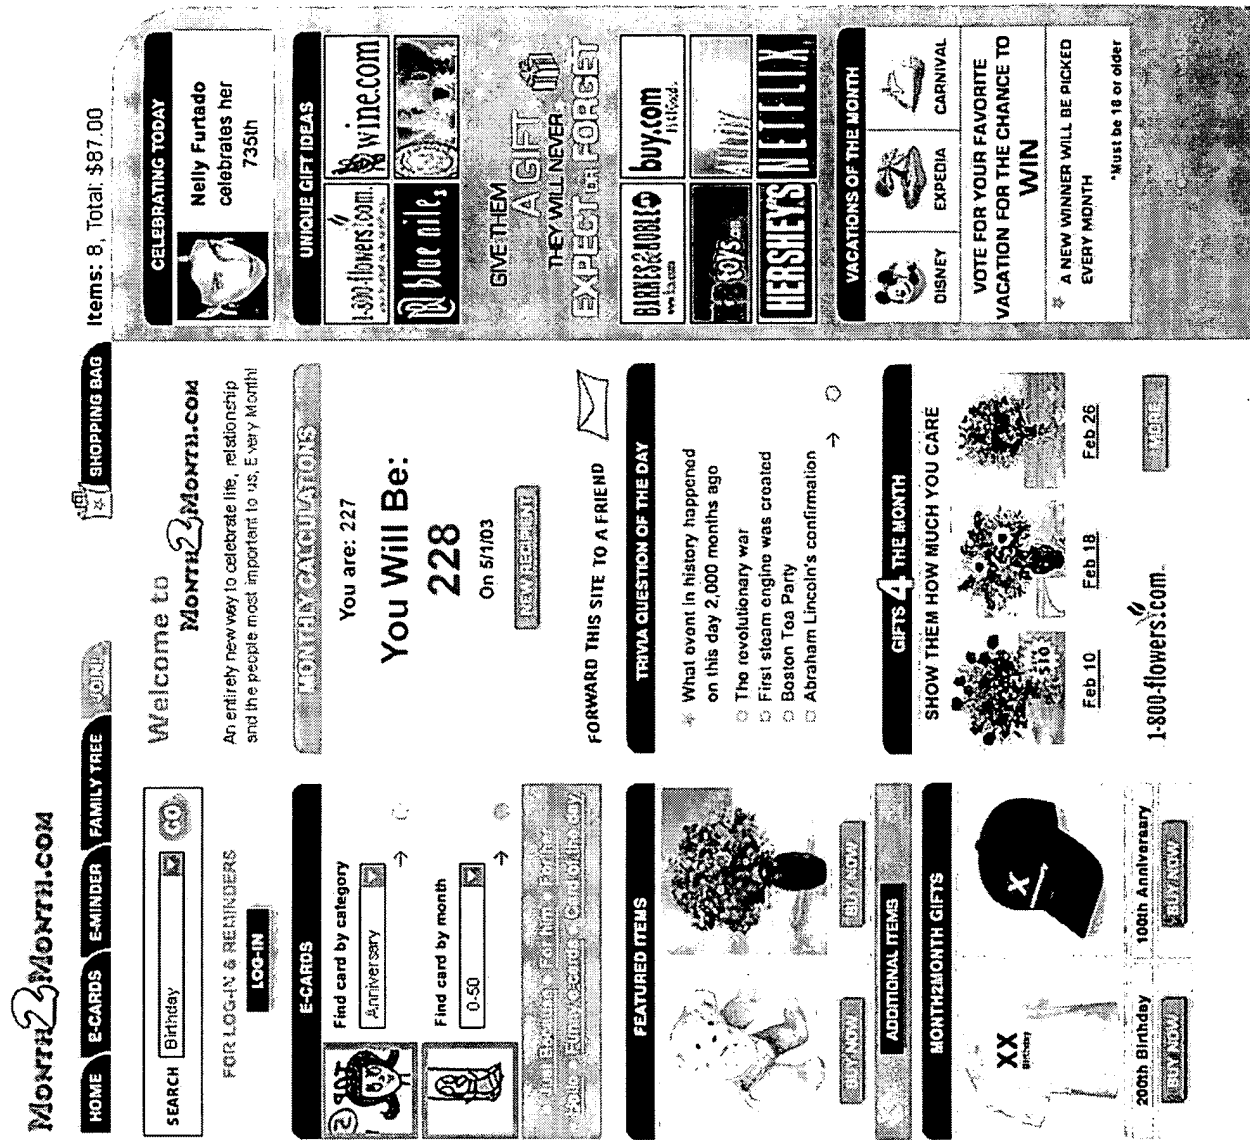 MONTH2MONTH.COM
HOME
E-CARDS
E-MINDER
FAMILY TREE
JOIN!
SHOPPING BAG
Items: 8, Total: $87.00
SEARCH
Birthday
GO
FOR LOG-IN & REMINDERS
LOG-IN
E-CARDS
Find card by category
Anniversary
Find card by month
0-50
FEATURED ITEMS
BUY NOW
BUY NOW
ADDITIONAL ITEMS
MONTH2MONTH GIFTS
XX
BIRTHDAY
X
200th Birthday
100th Anniversary
BUY NOW
BUY NOW
Welcome to
MONTH2MONTH.COM
An entirely new way to celebrate life, relationship
and the people most important to us, Every Month!
MONTHLY CALCULATIONS
You are: 227
You Will Be:
228
On 5/1/03
NEW RECIPIENT
FORWARD THIS SITE TO A FRIEND
TRIVIA QUESTION OF THE DAY
What event in history happened
on this day 2,000 months ago
The revolutionary war
First steam engine was created
Boston Tea Party
Abraham Lincoln's confirmation
GIFTS 4 THE MONTH
SHOW THEM HOW MUCH YOU CARE
$10
Feb 10
Feb 18
Feb 26
1-800-flowers.com
MORE
CELEBRATING TODAY
Nelly Furtado
celebrates her
735th
UNIQUE GIFT IDEAS
1-800-flowers.com
wine.com
blue nile
GIVE THEM
A GIFT
THEY WILL NEVER
EXPECT OR FORGET
BARNES&NOBLE
www.bn.com
buy.com
KB toys.com
HERSHEY'S
NETFLIX
VACATIONS OF THE MONTH
DISNEY
EXPEDIA
CARNIVAL
VOTE FOR YOUR FAVORITE
VACATION FOR THE CHANCE TO
WIN
A NEW WINNER WILL BE PICKED
EVERY MONTH
*Must be 18 or older